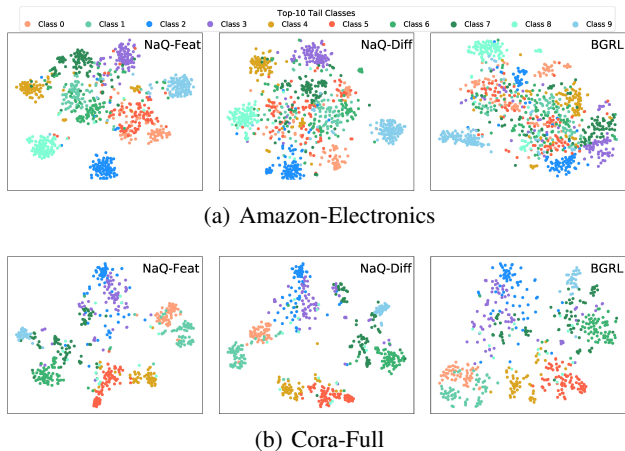 Top-10 Tail Classes
Class 0 Class 1 Class 2 Class 3 Class 4 Class 5 Class 6 Class 7 Class 8 Class 9
NaQ-Feat NaQ-Diff BGRL
(a) Amazon-Electronics
NaQ-Feat NaQ-Diff BGRL
(b) Cora-Full